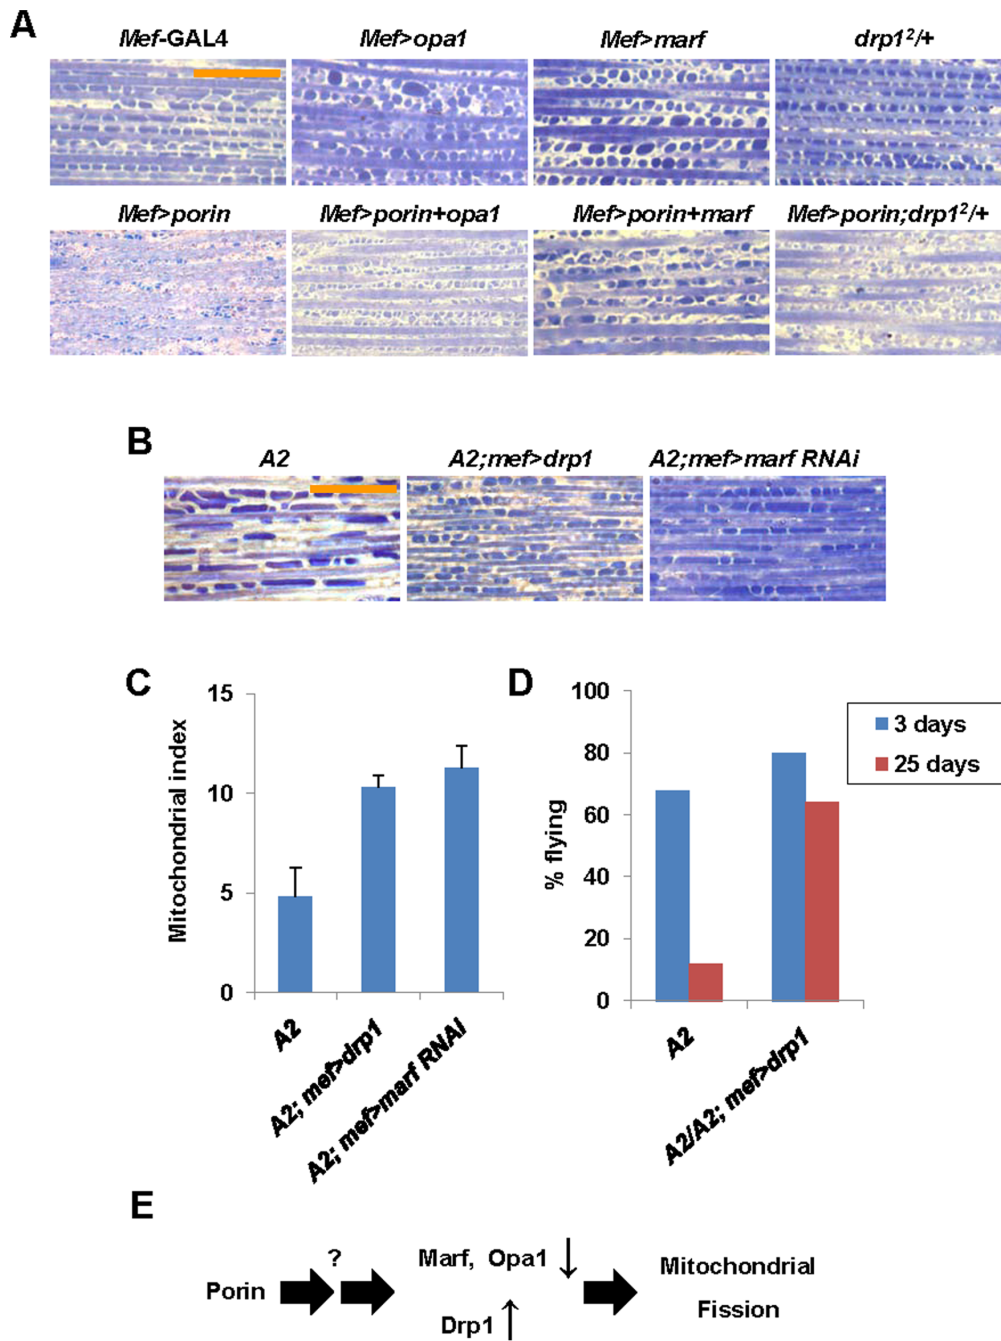 A
Mef-GAL4 Mef>opa1 Mef>marf drp1²/+
Mef>porin Mef>porin+opa1 Mef>porin+marf Mef>porin;drp1²/+
B
A2 A2;mef>drp1 A2;mef>marf RNAi
C
Mitochondrial index
15
10
5
0
A2
A2; mef>drp1
A2; mef>marf RNAi
D
% flying
100
80
60
40
20
0
A2
A2/A2; mef>drp1
3 days
25 days
E
Porin
?
Marf, Opa1 ↓
Drp1 ↑
Mitochondrial
Fission